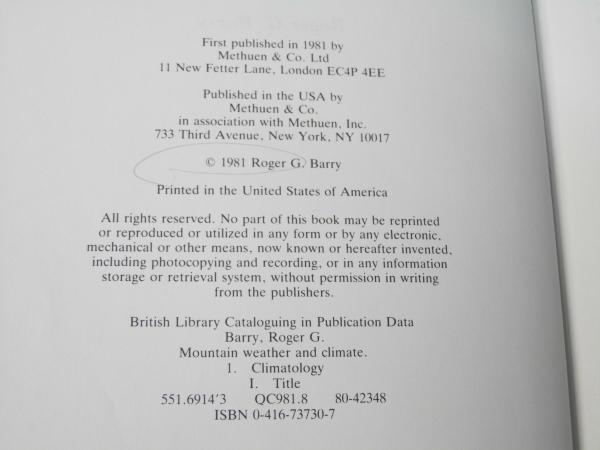 First published in 1981 by
Methuen & Co. Ltd
11 New Fetter Lane, London EC4P 4EE
Published in the USA by
Methuen & Co.
in association with Methuen, Inc.
733 Third Avenue, New York, NY 10017
© 1981 Roger G. Barry
Printed in the United States of America
All rights reserved. No part of this book may be reprinted
or reproduced or utilized in any form or by any electronic,
mechanical or other means, now known or hereafter invented,
including photocopying and recording, or in any information
storage or retrieval system, without permission in writing
from the publishers.
British Library Cataloguing in Publication Data
Barry, Roger G.
Mountain weather and climate.
1. Climatology
I. Title
551.6914'3 QC981.8 80-42348
ISBN 0-416-73730-7